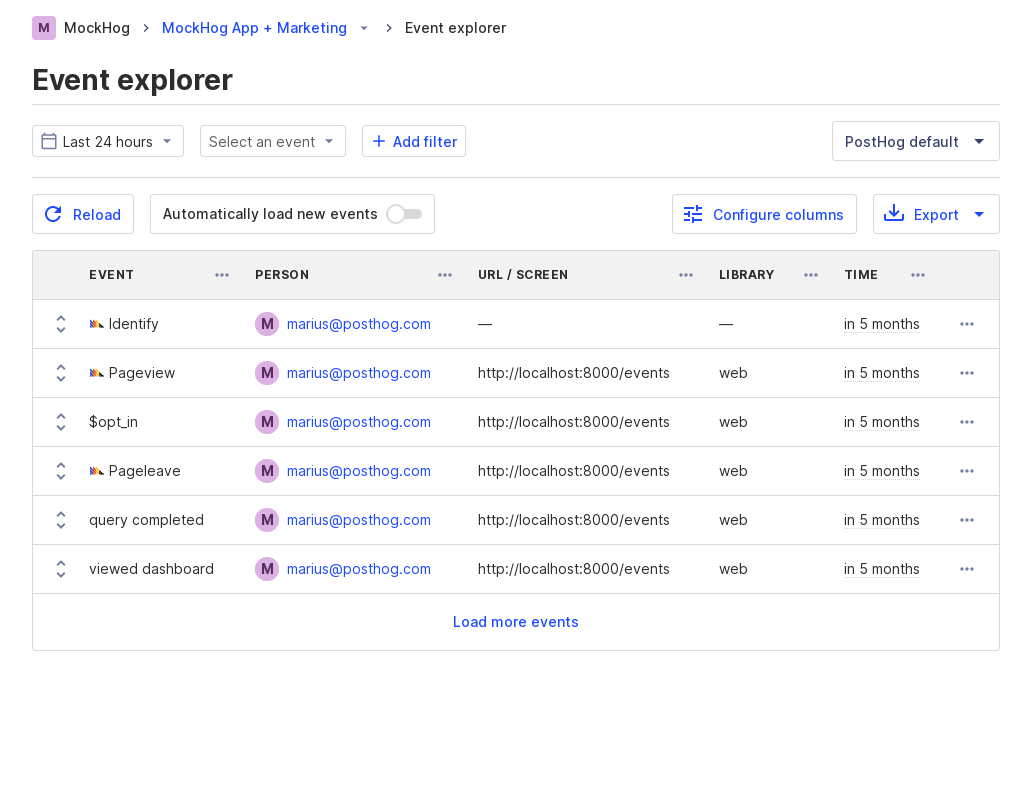 M MockHog MockHog App + Marketing Event explorer
Event explorer
Last 24 hours Select an event Add filter PostHog default
Reload Automatically load new events Configure columns Export
EVENT PERSON URL / SCREEN LIBRARY TIME
Identify M marius@posthog.com — — in 5 months
Pageview M marius@posthog.com http://localhost:8000/events web in 5 months
$opt_in M marius@posthog.com http://localhost:8000/events web in 5 months
Pageleave M marius@posthog.com http://localhost:8000/events web in 5 months
query completed M marius@posthog.com http://localhost:8000/events web in 5 months
viewed dashboard M marius@posthog.com http://localhost:8000/events web in 5 months
Load more events